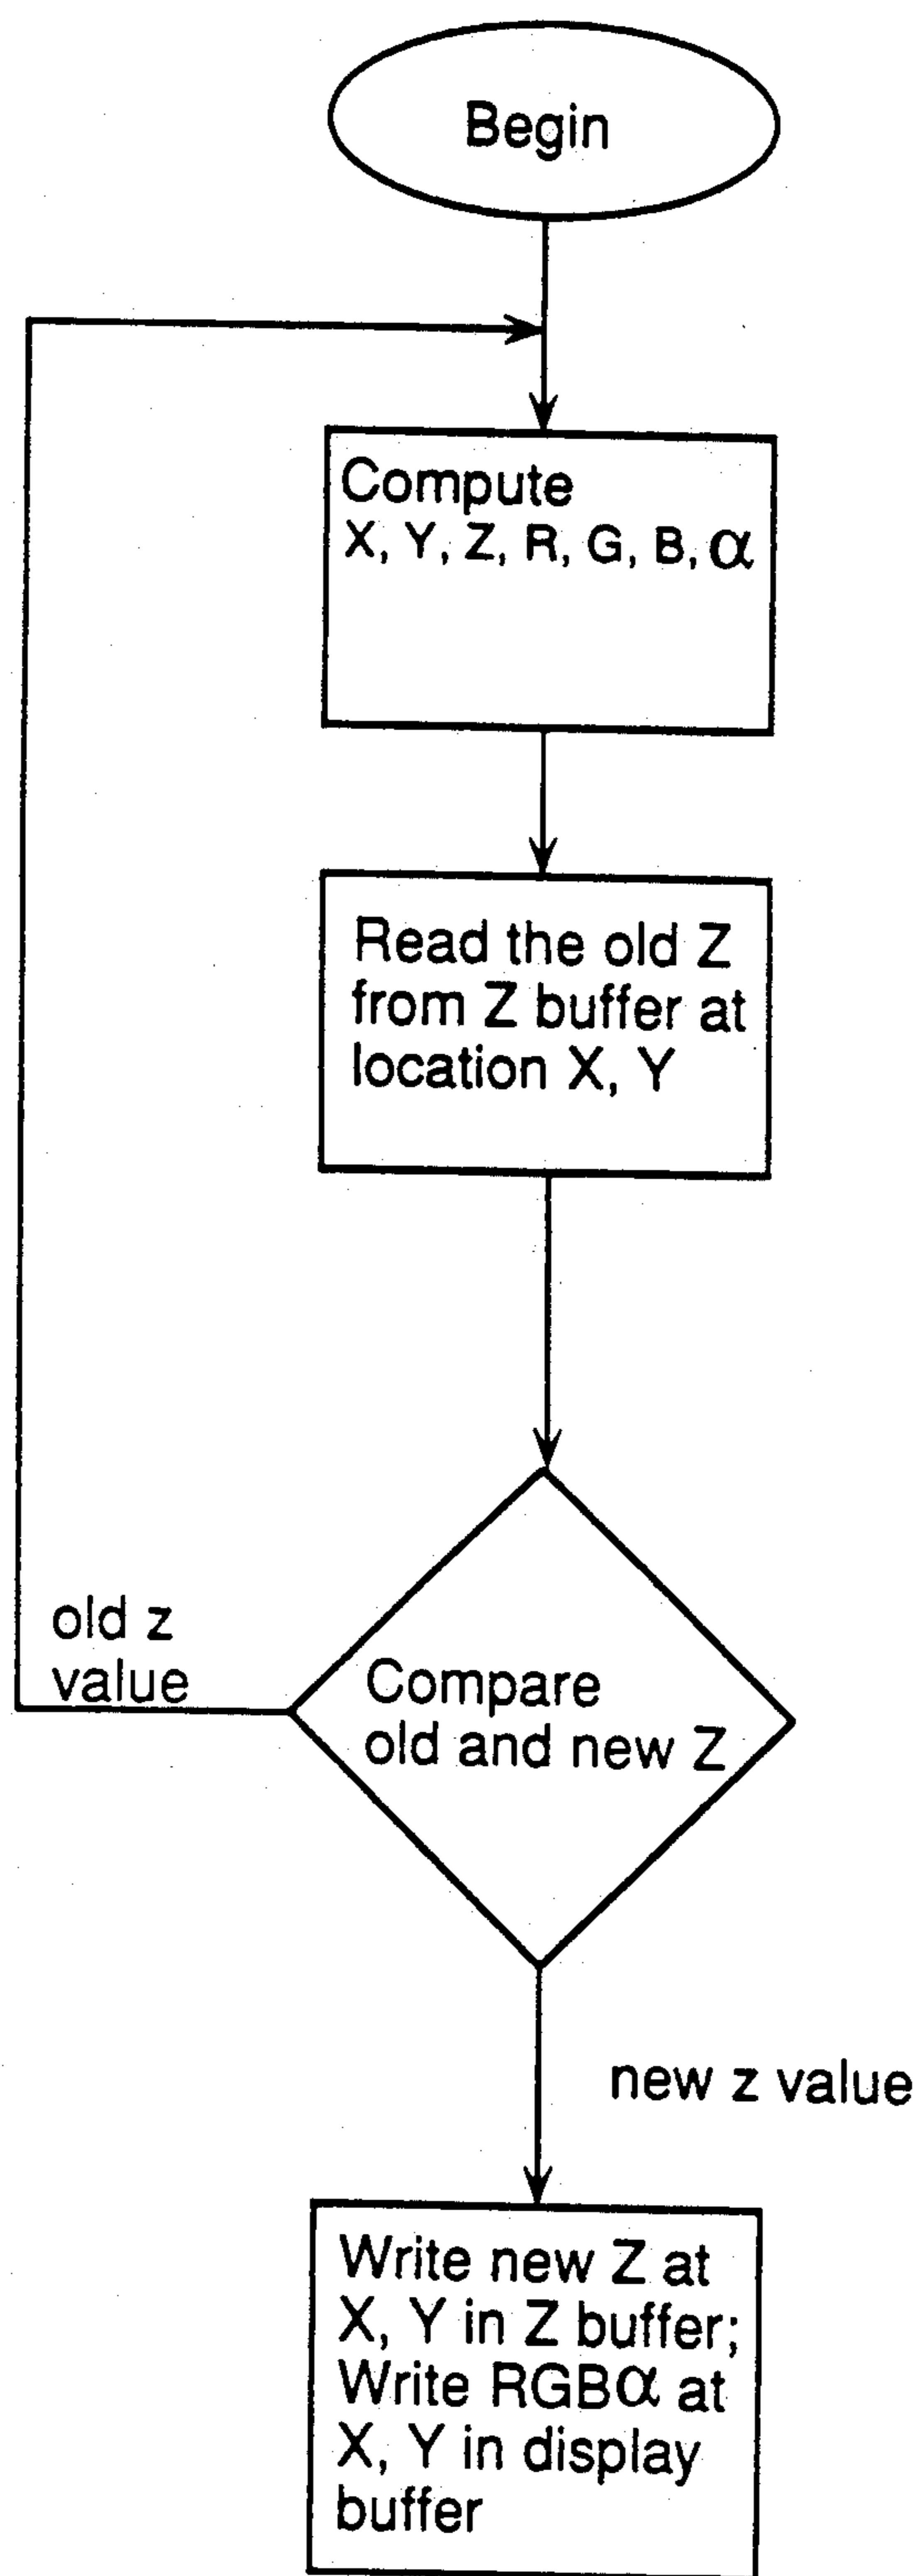 Begin
Compute
X, Y, Z, R, G, B, α
Read the old Z
from Z buffer at
location X, Y
old z
value
Compare
old and new Z
new z value
Write new Z at
X, Y in Z buffer;
Write RGBα at
X, Y in display
buffer